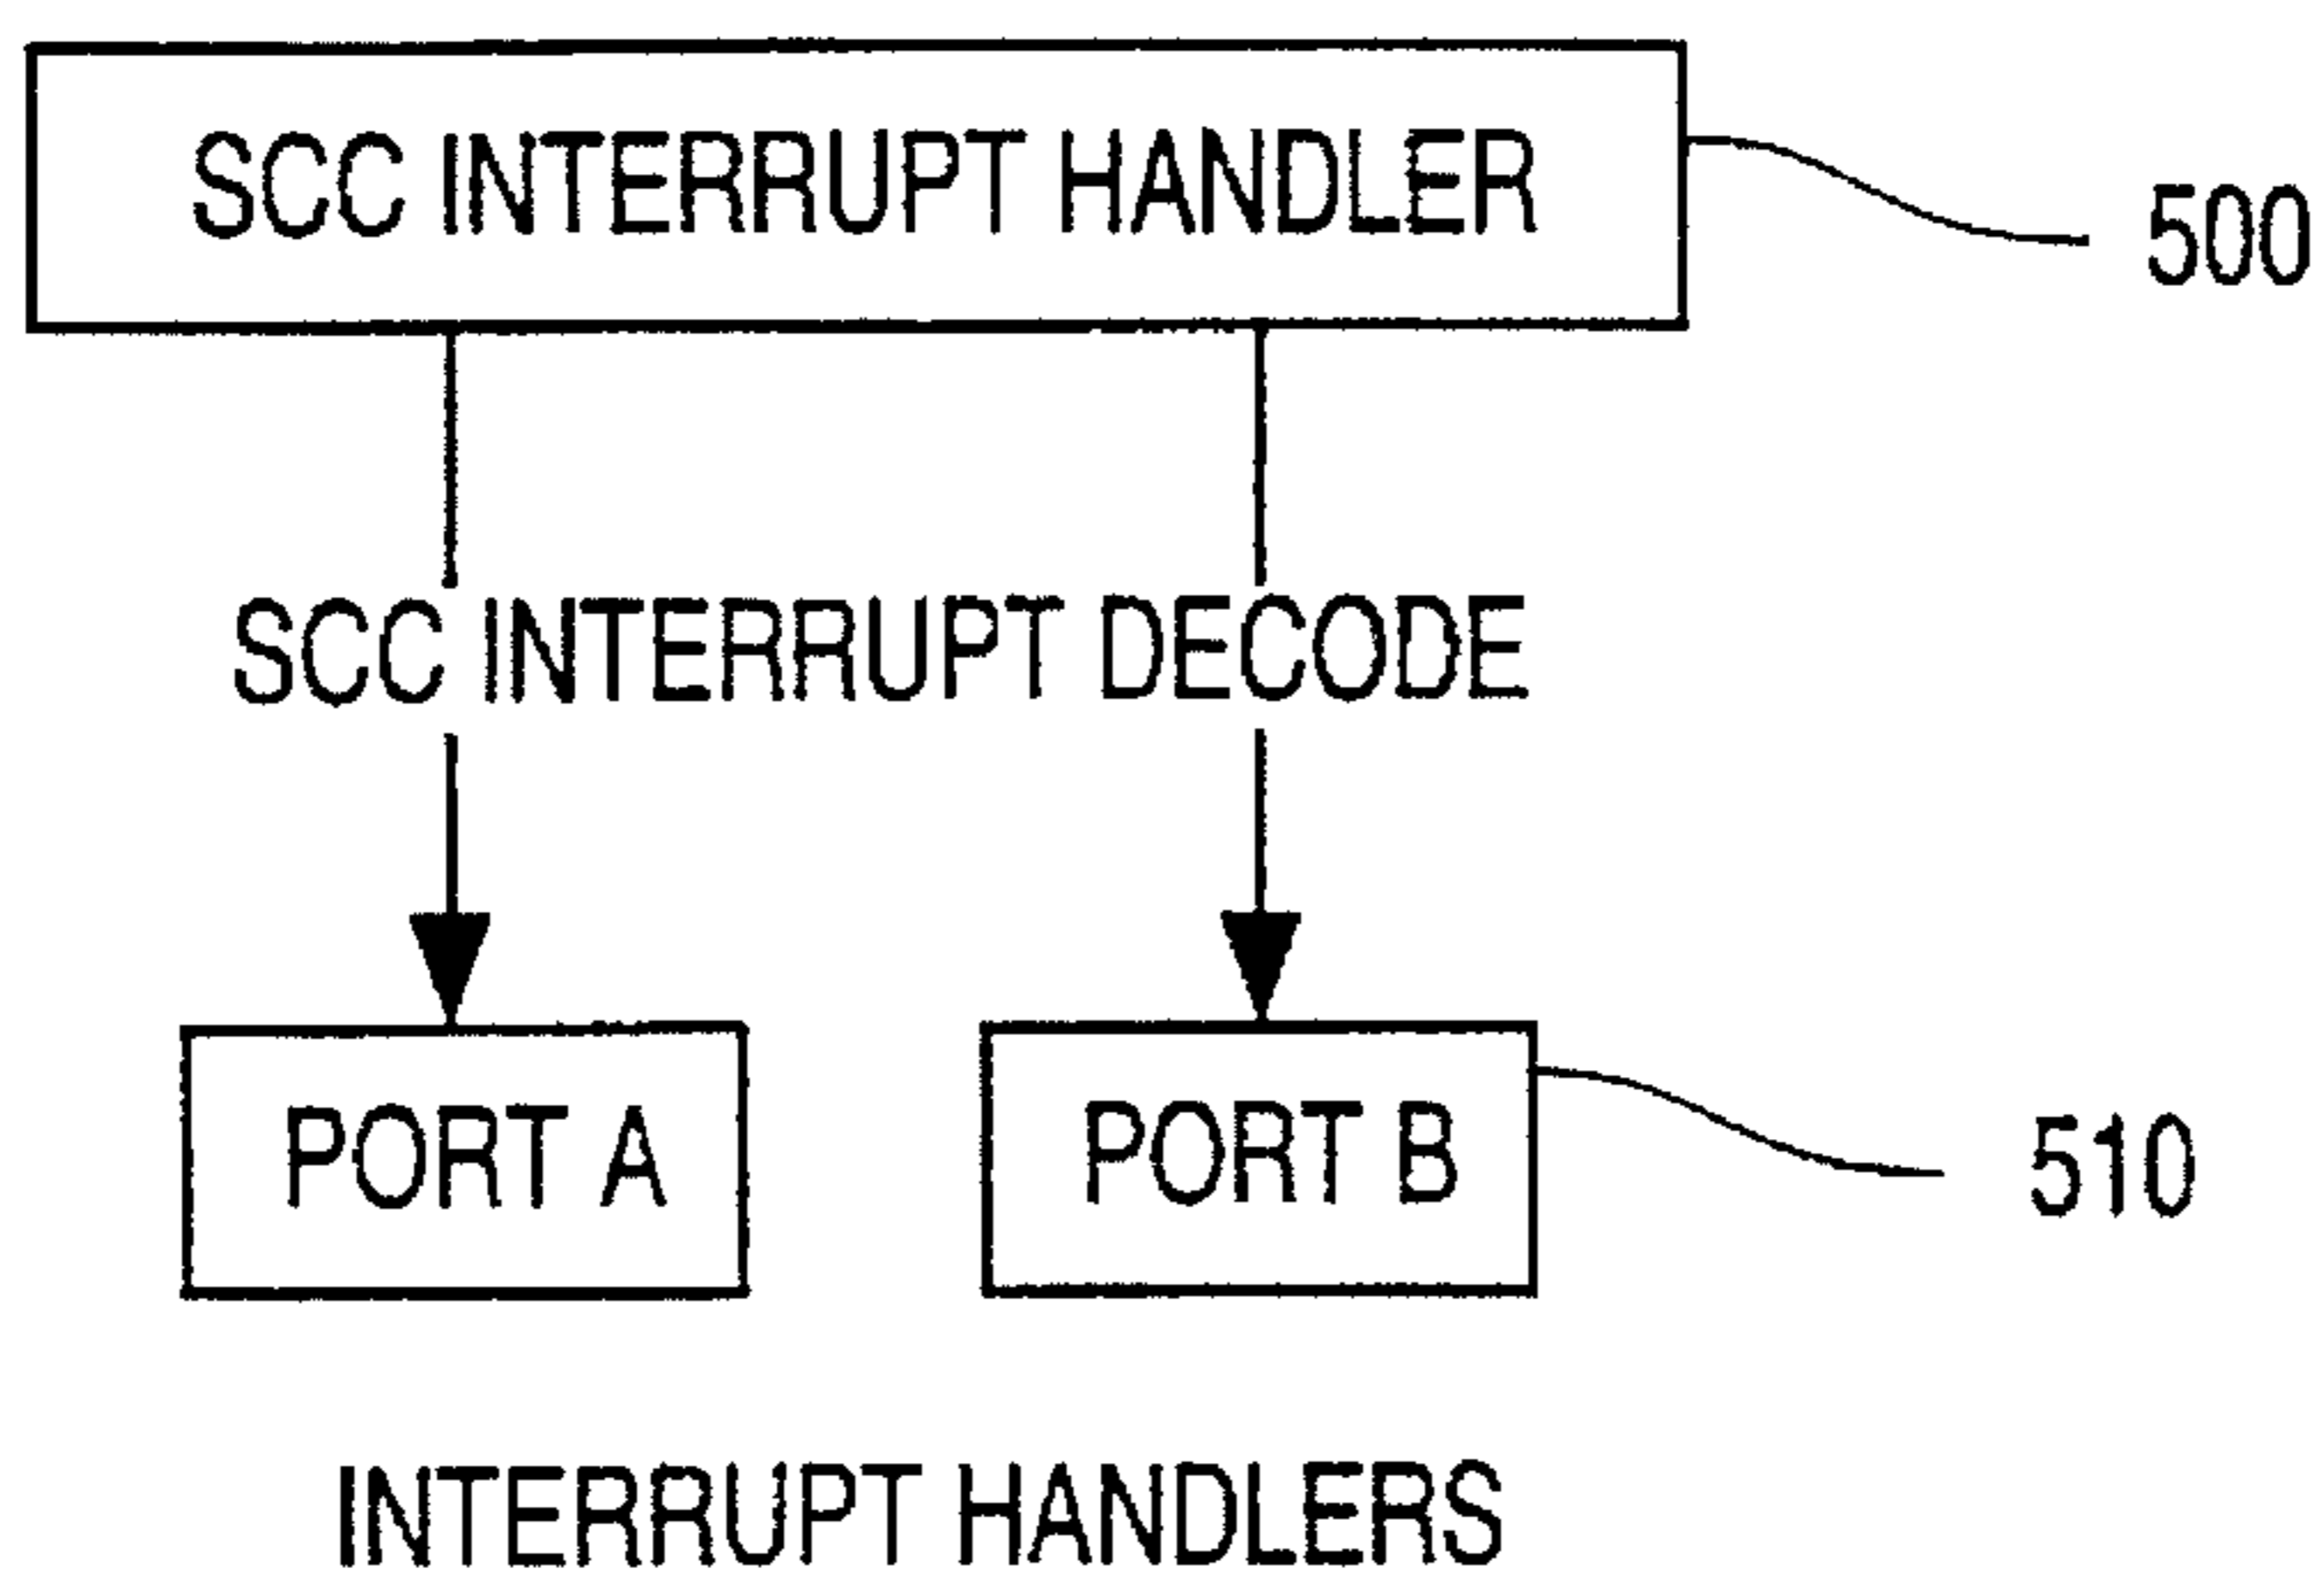 SCC INTERRUPT HANDLER
500
SCC INTERRUPT DECODE
PORT A
PORT B
510
INTERRUPT HANDLERS